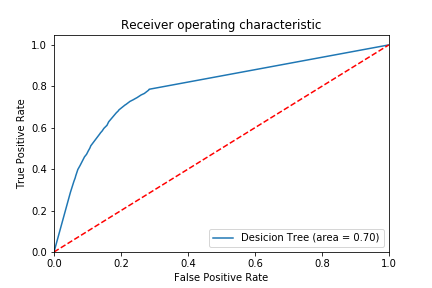 Receiver operating characteristic
True Positive Rate
1.0
0.8
0.6
0.4
0.2
0.0
Desicion Tree (area = 0.70)
0.0 0.2 0.4 0.6 0.8 1.0
False Positive Rate